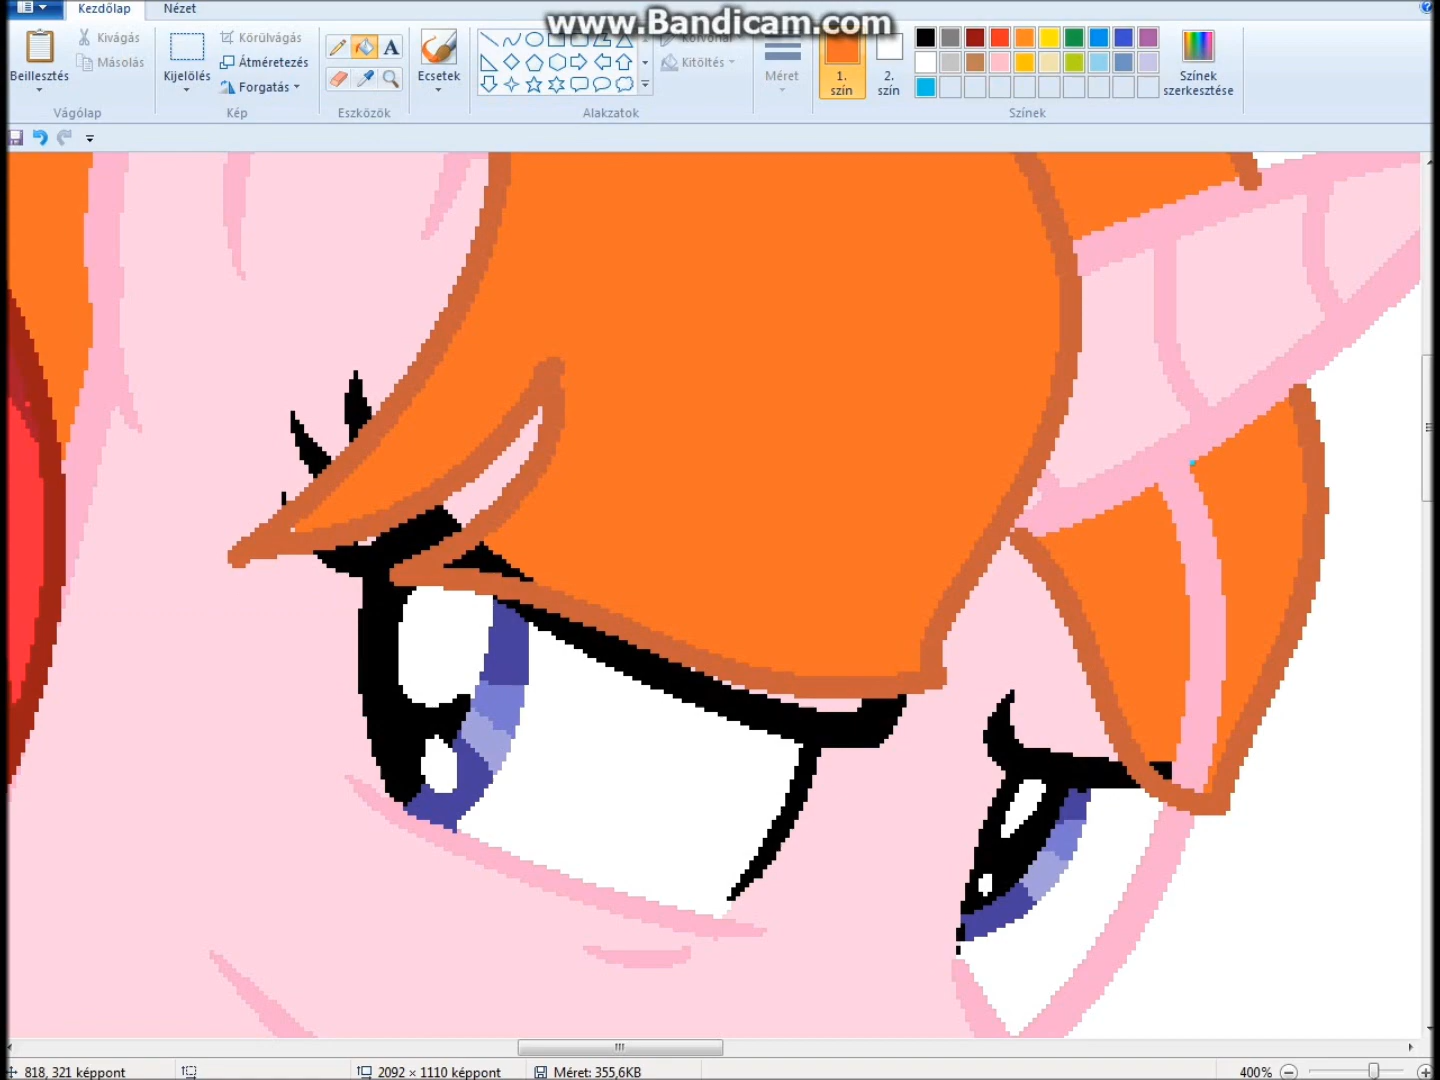 Kezdőlap Nézet
www.Bandicam.com
Beillesztés
Kivágás
Másolás
Vágólap
Kijelölés
Körülvágás
Átméretezés
Forgatás
Kép
A
Eszközök
Ecsetek
Alakzatok
Körvonal
Kitöltés
Méret
1.
szín
2.
szín
Színek
szerkesztése
Színek
818, 321 képpont
2092 × 1110 képpont
Méret: 355,6KB
400%